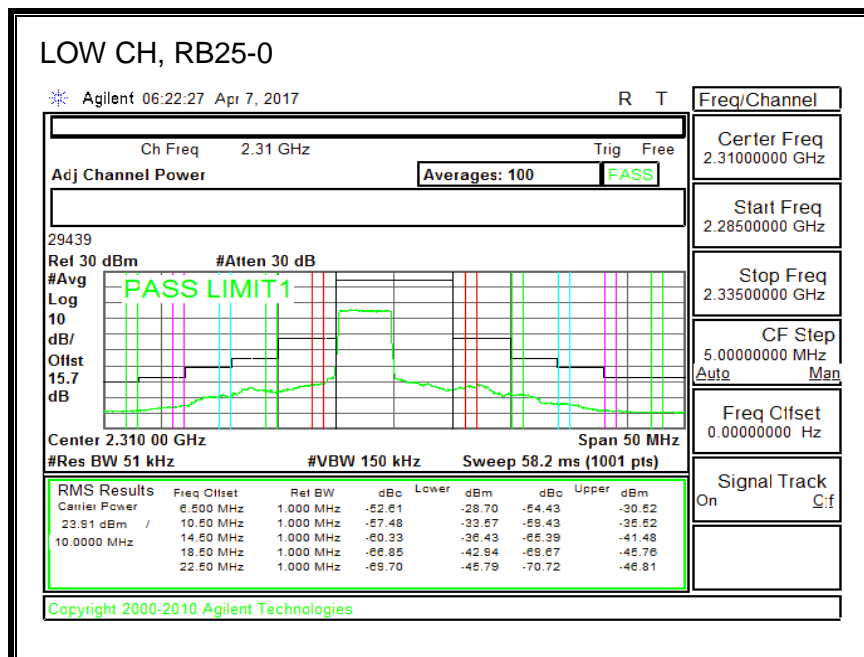 LOW CH, RB25-0
Agilent 06:22:27 Apr 7, 2017 R T
Freq/Channel
Ch Freq 2.31 GHz Trig Free
Adj Channel Power Averages: 100 PASS
Center Freq
2.31000000 GHz
Start Freq
2.28500000 GHz
29439
Ref 30 dBm #Atten 30 dB
#Avg
Log
10
dB/
Offst
15.7
dB
PASS LIMIT1
Stop Freq
2.33500000 GHz
CF Step
5.00000000 MHz
Auto Man
Freq Offset
0.00000000 Hz
Center 2.310 00 GHz Span 50 MHz
#Res BW 51 kHz #VBW 150 kHz Sweep 58.2 ms (1001 pts)
Signal Track
On Off
RMS Results Freq Offset Ref BW dBc Lower dBm dBc Upper dBm
Carrier Power 6.500 MHz 1.000 MHz -52.61 -28.70 -54.43 -30.52
23.91 dBm / 10.50 MHz 1.000 MHz -57.48 -33.57 -59.43 -35.52
10.0000 MHz 14.50 MHz 1.000 MHz -60.33 -36.43 -65.39 -41.48
18.50 MHz 1.000 MHz -66.85 -42.94 -69.67 -45.76
22.50 MHz 1.000 MHz -69.70 -45.79 -70.72 -46.81
Copyright 2000-2010 Agilent Technologies